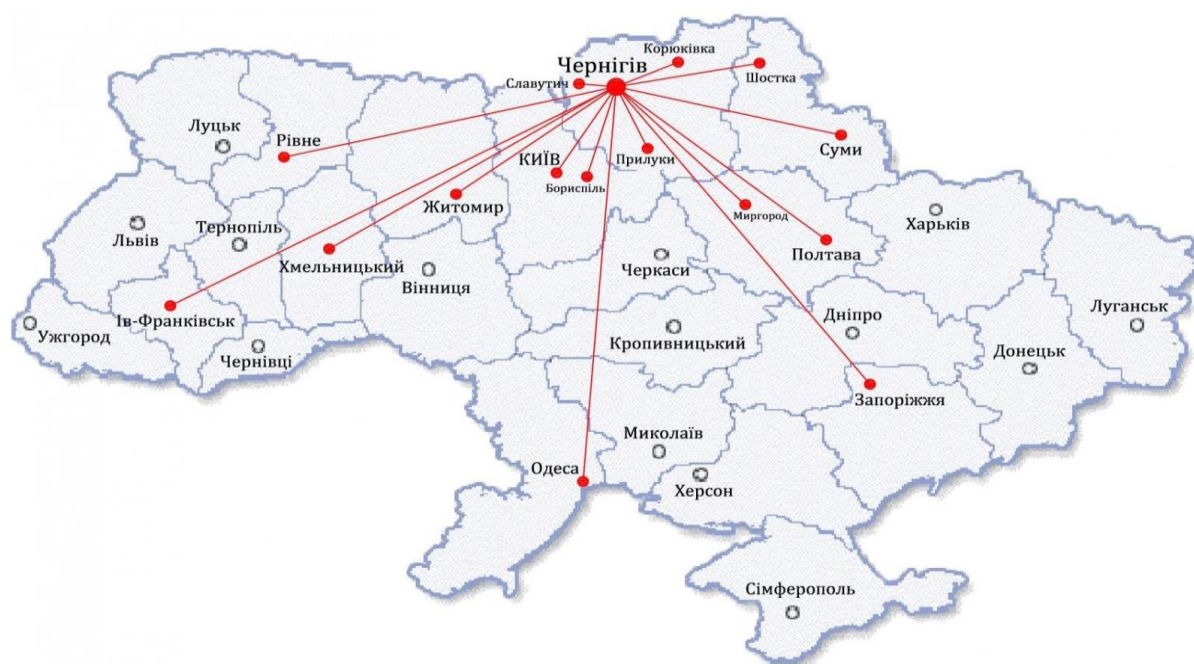 Корюківка
Чернігів
Шостка
Славутич
Луцьк
Рівне
Суми
КИЇВ
Прилуки
Бориспіль
Житомир
Миргород
Харьків
Львів
Тернопіль
Полтава
Хмельницький
Черкаси
Вінниця
Луганськ
Ів-Франківськ
Дніпро
Ужгород
Кропивницький
Донецьк
Чернівці
Запоріжжя
Миколаїв
Одеса
Херсон
Сімферополь